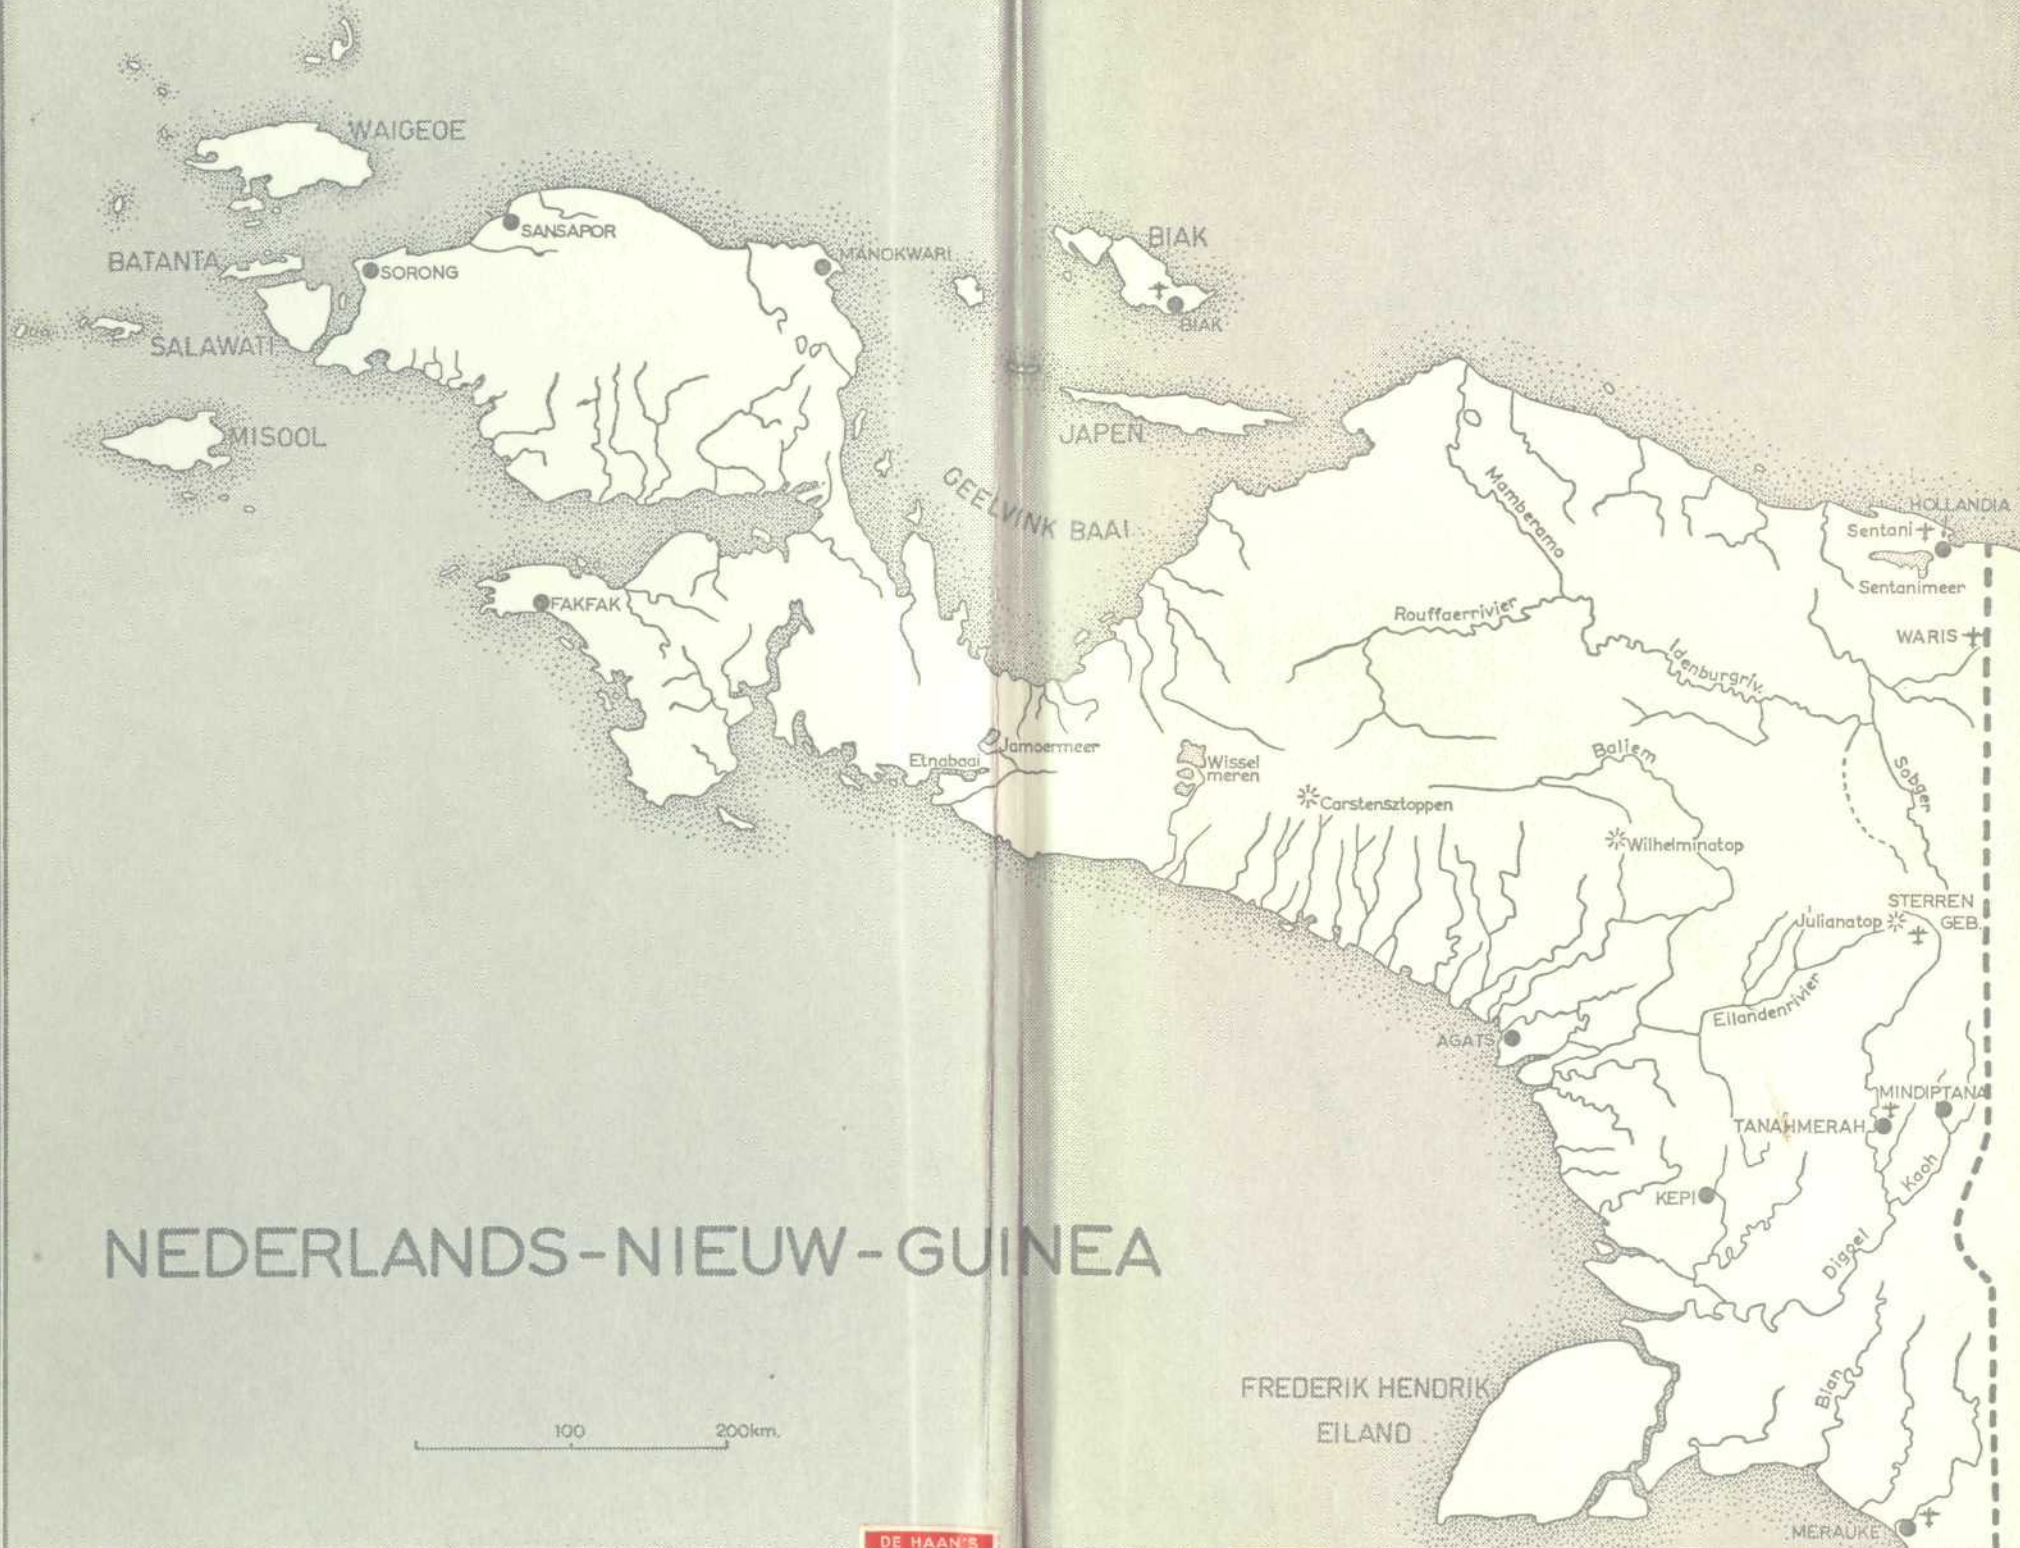 WAIGEOE
SANSAPOR
BATANTA
SORONG
MANOKWARI
BIAK
BIAK
SALAWATI
MISOOL
JAPEN
GEELVINK BAAI
Mamberamo
HOLLANDIA
Sentani
Sentanimeer
FAKFAK
Rouffaerrivier
WARIS
Idenburgriv.
Jamoermeer
Etnabaai
Wissel
meren
Baliem
Sobger
Carstensztoppen
Wilhelminatop
STERREN
GEB.
Julianatop
Eilandenrivier
AGATS
MINDIPTANA
TANAHMERAH
Kaoh
KEPI
Digoel
NEDERLANDS-NIEUW-GUINEA
FREDERIK HENDRIK
EILAND
Bian
100 200km.
MERAUKE
DE HAAN'S